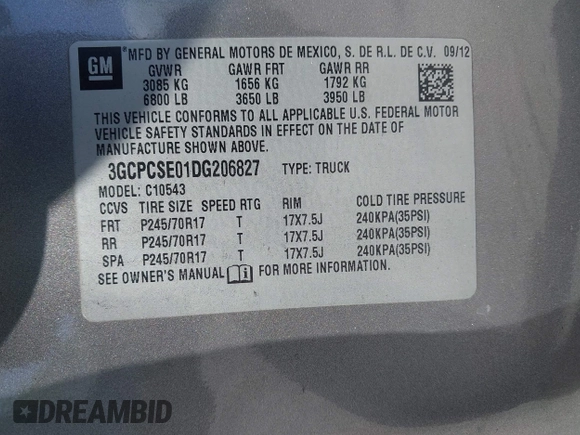 GM
MFD BY GENERAL MOTORS DE MEXICO, S. DE R.L. DE C.V. 09/12
GVWR GAWR FRT GAWR RR
3085 KG 1656 KG 1792 KG
6800 LB 3650 LB 3950 LB
THIS VEHICLE CONFORMS TO ALL APPLICABLE U.S. FEDERAL MOTOR
VEHICLE SAFETY STANDARDS IN EFFECT ON THE DATE OF
MANUFACTURE SHOWN ABOVE.
3GCPCSE01DG206827 TYPE: TRUCK
MODEL: C10543
CCVS TIRE SIZE SPEED RTG RIM COLD TIRE PRESSURE
FRT P245/70R17 T 17X7.5J 240KPA(35PSI)
RR P245/70R17 T 17X7.5J 240KPA(35PSI)
SPA P245/70R17 T 17X7.5J 240KPA(35PSI)
SEE OWNER'S MANUAL FOR MORE INFORMATION.
DREAMBID